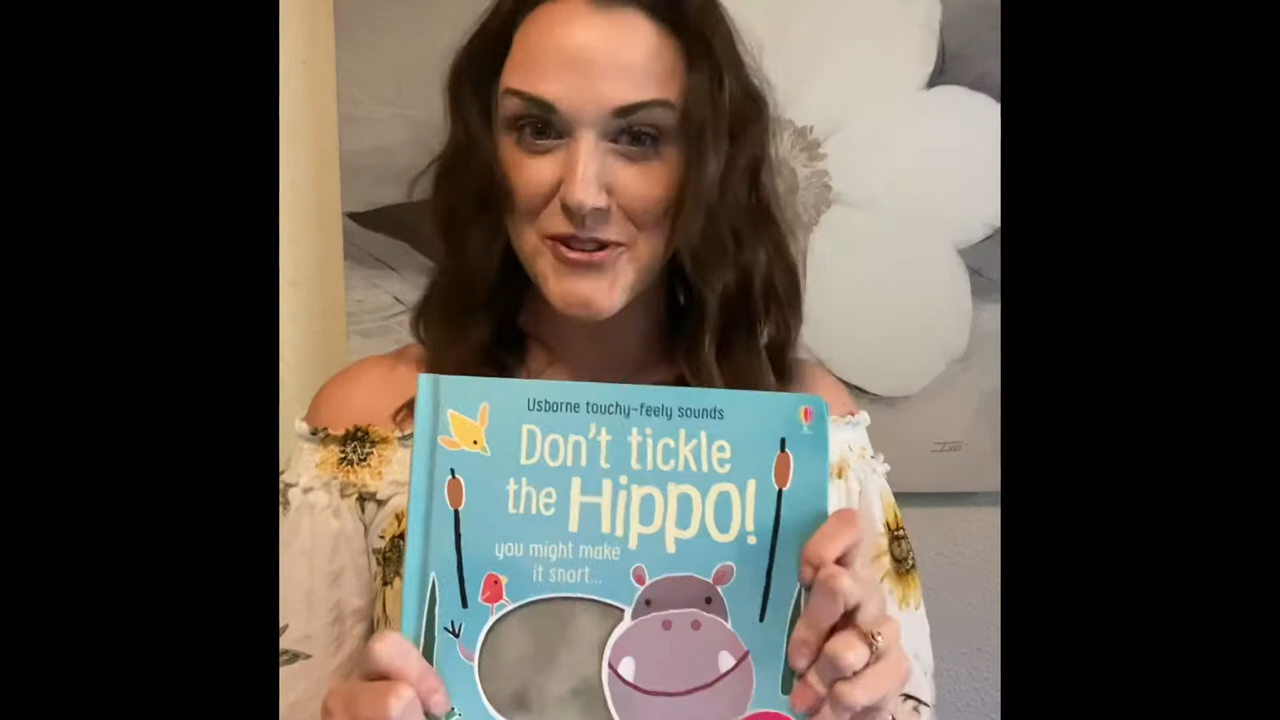 Usborne touchy-feely sounds
Don't tickle
the Hippo!
you might make
it snort...